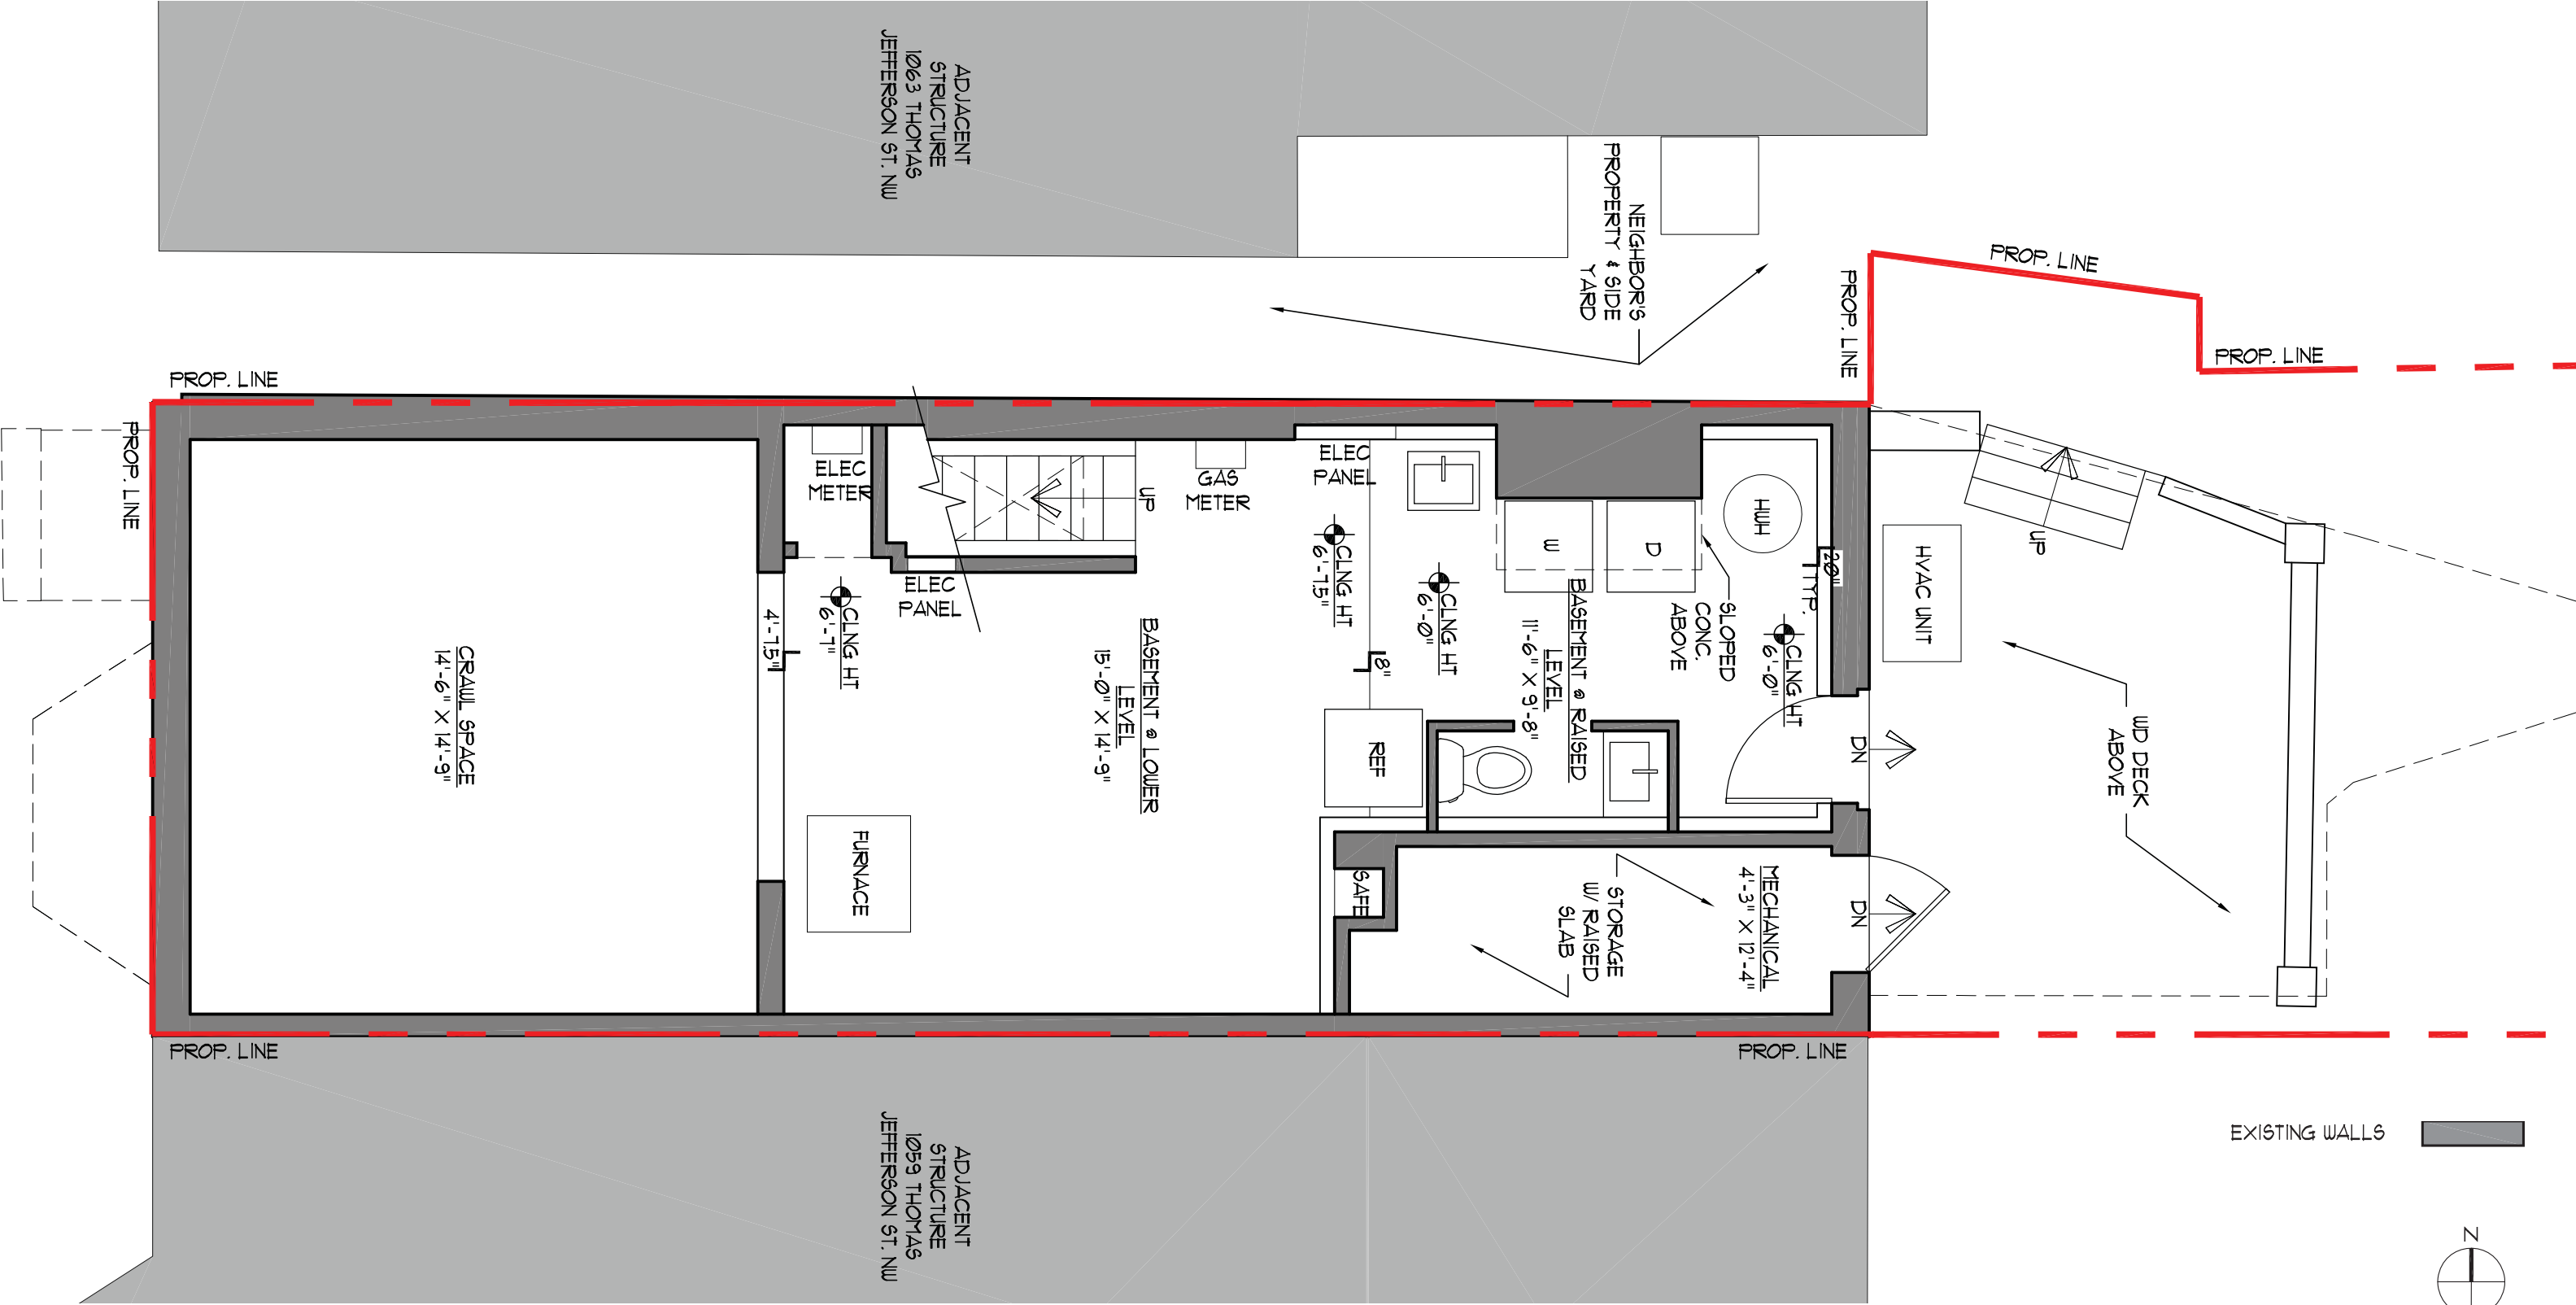 ADJACENT
STRUCTURE
1063 THOMAS
JEFFERSON ST. NW
NEIGHBOR'S
PROPERTY & SIDE
YARD
PROP. LINE
PROP. LINE
PROP. LINE
PROP. LINE
PROP. LINE
ELEC
METER
UP
GAS
METER
ELEC
PANEL
ELEC
PANEL
CLNG HT
6'-7.5"
CLNG HT
6'-0"
W
D
HWH
20"
TYP.
SLOPED
CONC.
ABOVE
CLNG HT
6'-0"
HVAC UNIT
UP
CLNG HT
6'-7"
4'-7.5"
CRAWL SPACE
14'-6" X 14'-9"
BASEMENT @ LOWER
LEVEL
15'-0" X 14'-9"
8"
BASEMENT @ RAISED
LEVEL
11'-6" X 9'-8"
REF
FURNACE
DN
DN
WD DECK
ABOVE
SAFE
STORAGE
W/ RAISED
SLAB
MECHANICAL
4'-3" X 12'-4"
PROP. LINE
PROP. LINE
ADJACENT
STRUCTURE
1059 THOMAS
JEFFERSON ST. NW
EXISTING WALLS
N